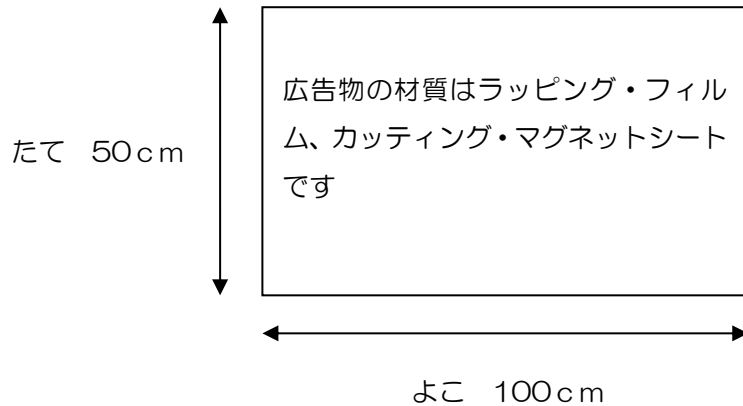 広告物の材質はラッピング・フィル
ム、カッティング・マグネットシート
です
たて　50ｃｍ
よこ　100ｃｍ